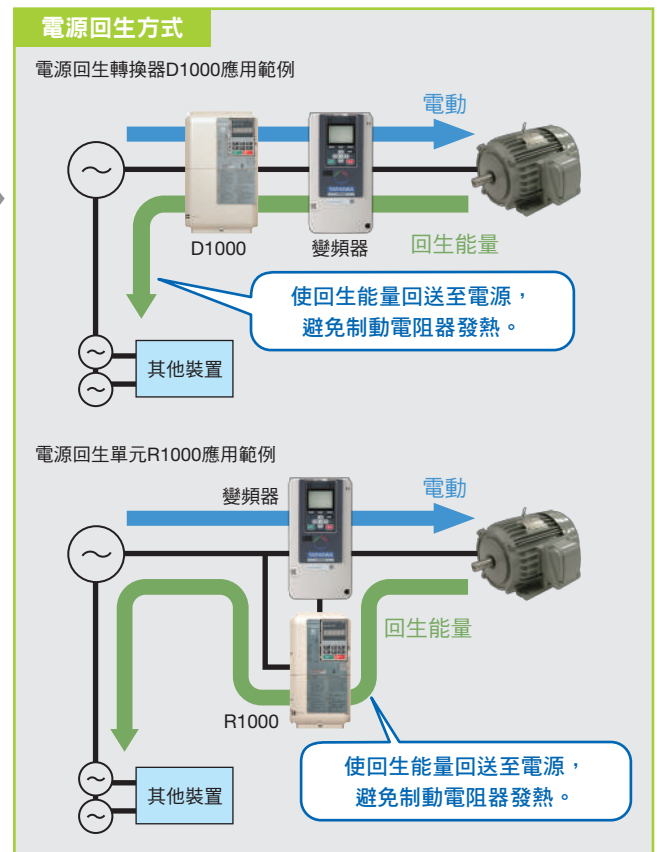 電源回生方式
電源回生轉換器D1000應用範例
電動
D1000
變頻器
回生能量
使回生能量回送至電源，
避免制動電阻器發熱。
其他裝置
電源回生單元R1000應用範例
變頻器
電動
回生能量
R1000
使回生能量回送至電源，
避免制動電阻器發熱。
其他裝置